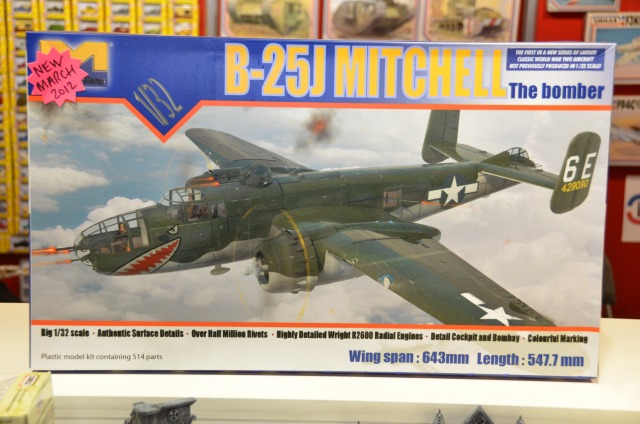 NEW
MARCH
2012
1/32
B-25J MITCHELL
THE FIRST IN A NEW SERIES OF LARGER
CLASSIC WORLD WAR TWO AIRCRAFT
NOT PREVIOUSLY PRODUCED IN 1/32 SCALE!
The bomber
6E
429080
Big 1/32 scale · Authentic Surface Details · Over Half Million Rivets · Highly Detailed Wright R2600 Radial Engines · Detail Cockpit and Bombay · Colourful Marking
Plastic model kit containing 514 parts
Wing span : 643mm Length : 547.7 mm